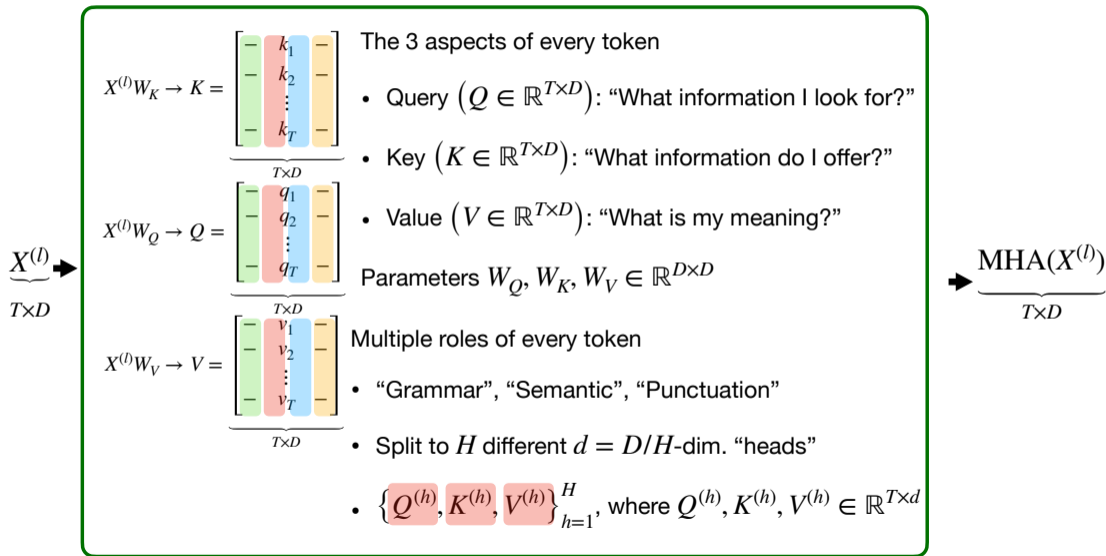 X^(l)
T×D
X^(l)W_K → K =
– k_1 –
– k_2 –
⋮
– k_T –
T×D
X^(l)W_Q → Q =
– q_1 –
– q_2 –
⋮
– q_T –
T×D
X^(l)W_V → V =
– v_1 –
– v_2 –
⋮
– v_T –
T×D
The 3 aspects of every token
• Query (Q ∈ ℝ^{T×D}): “What information I look for?”
• Key (K ∈ ℝ^{T×D}): “What information do I offer?”
• Value (V ∈ ℝ^{T×D}): “What is my meaning?”
Parameters W_Q, W_K, W_V ∈ ℝ^{D×D}
Multiple roles of every token
• “Grammar”, “Semantic”, “Punctuation”
• Split to H different d = D/H-dim. “heads”
• {Q^(h), K^(h), V^(h)}_{h=1}^H, where Q^(h), K^(h), V^(h) ∈ ℝ^{T×d}
MHA(X^(l))
T×D